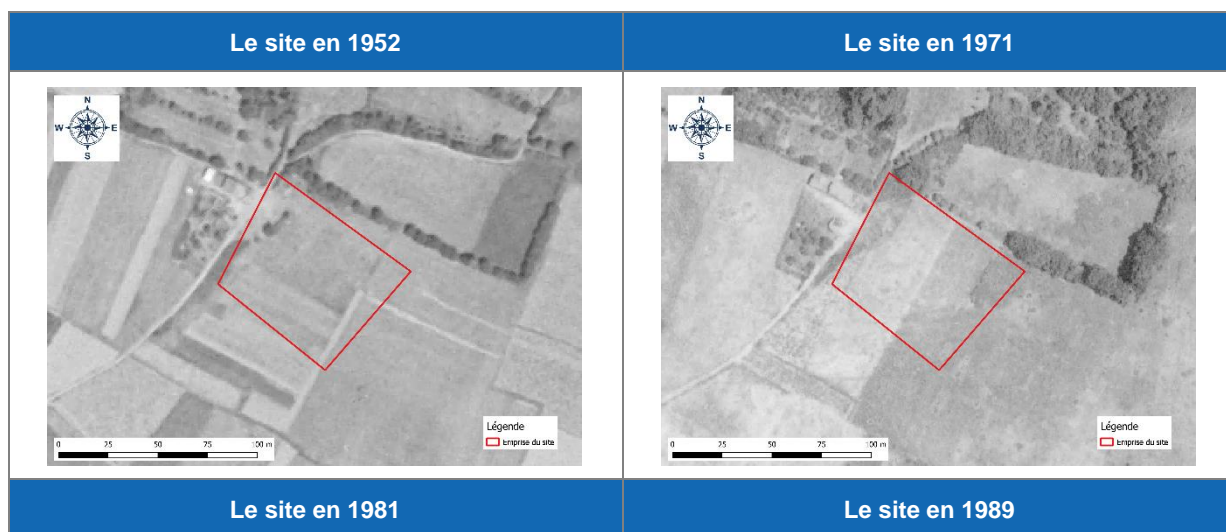 Le site en 1952
Le site en 1971
N
W E
S
Légende
Emprise du site
0 25 50 75 100 m
N
W E
S
Légende
Emprise du site
0 25 50 75 100 m
Le site en 1981
Le site en 1989